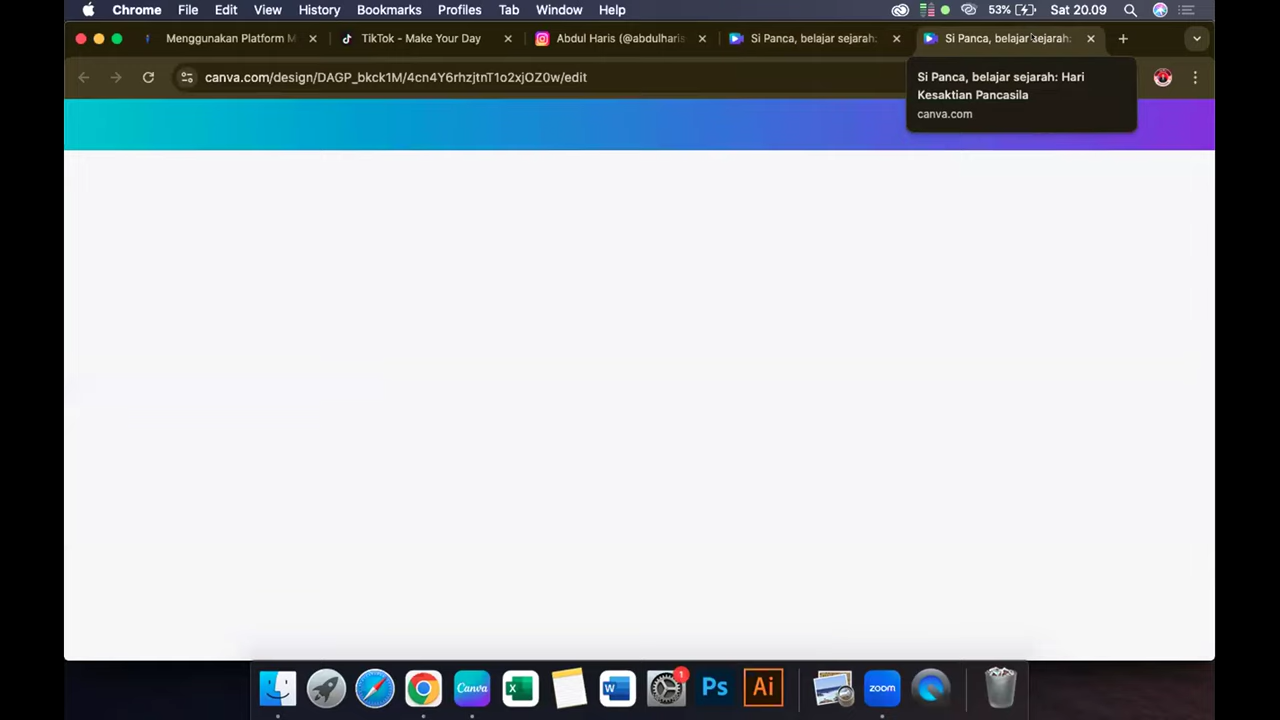 Chrome File Edit View History Bookmarks Profiles Tab Window Help 53% Sat 20.09
Menggunakan Platform M
TikTok - Make Your Day
Abdul Haris (@abdulharis
Si Panca, belajar sejarah:
Si Panca, belajar sejarah:
canva.com/design/DAGP_bkck1M/4cn4Y6rhzjtnT1o2xjOZ0w/edit
Si Panca, belajar sejarah: Hari
Kesaktian Pancasila
canva.com
Canva
1
Ps
Ai
zoom